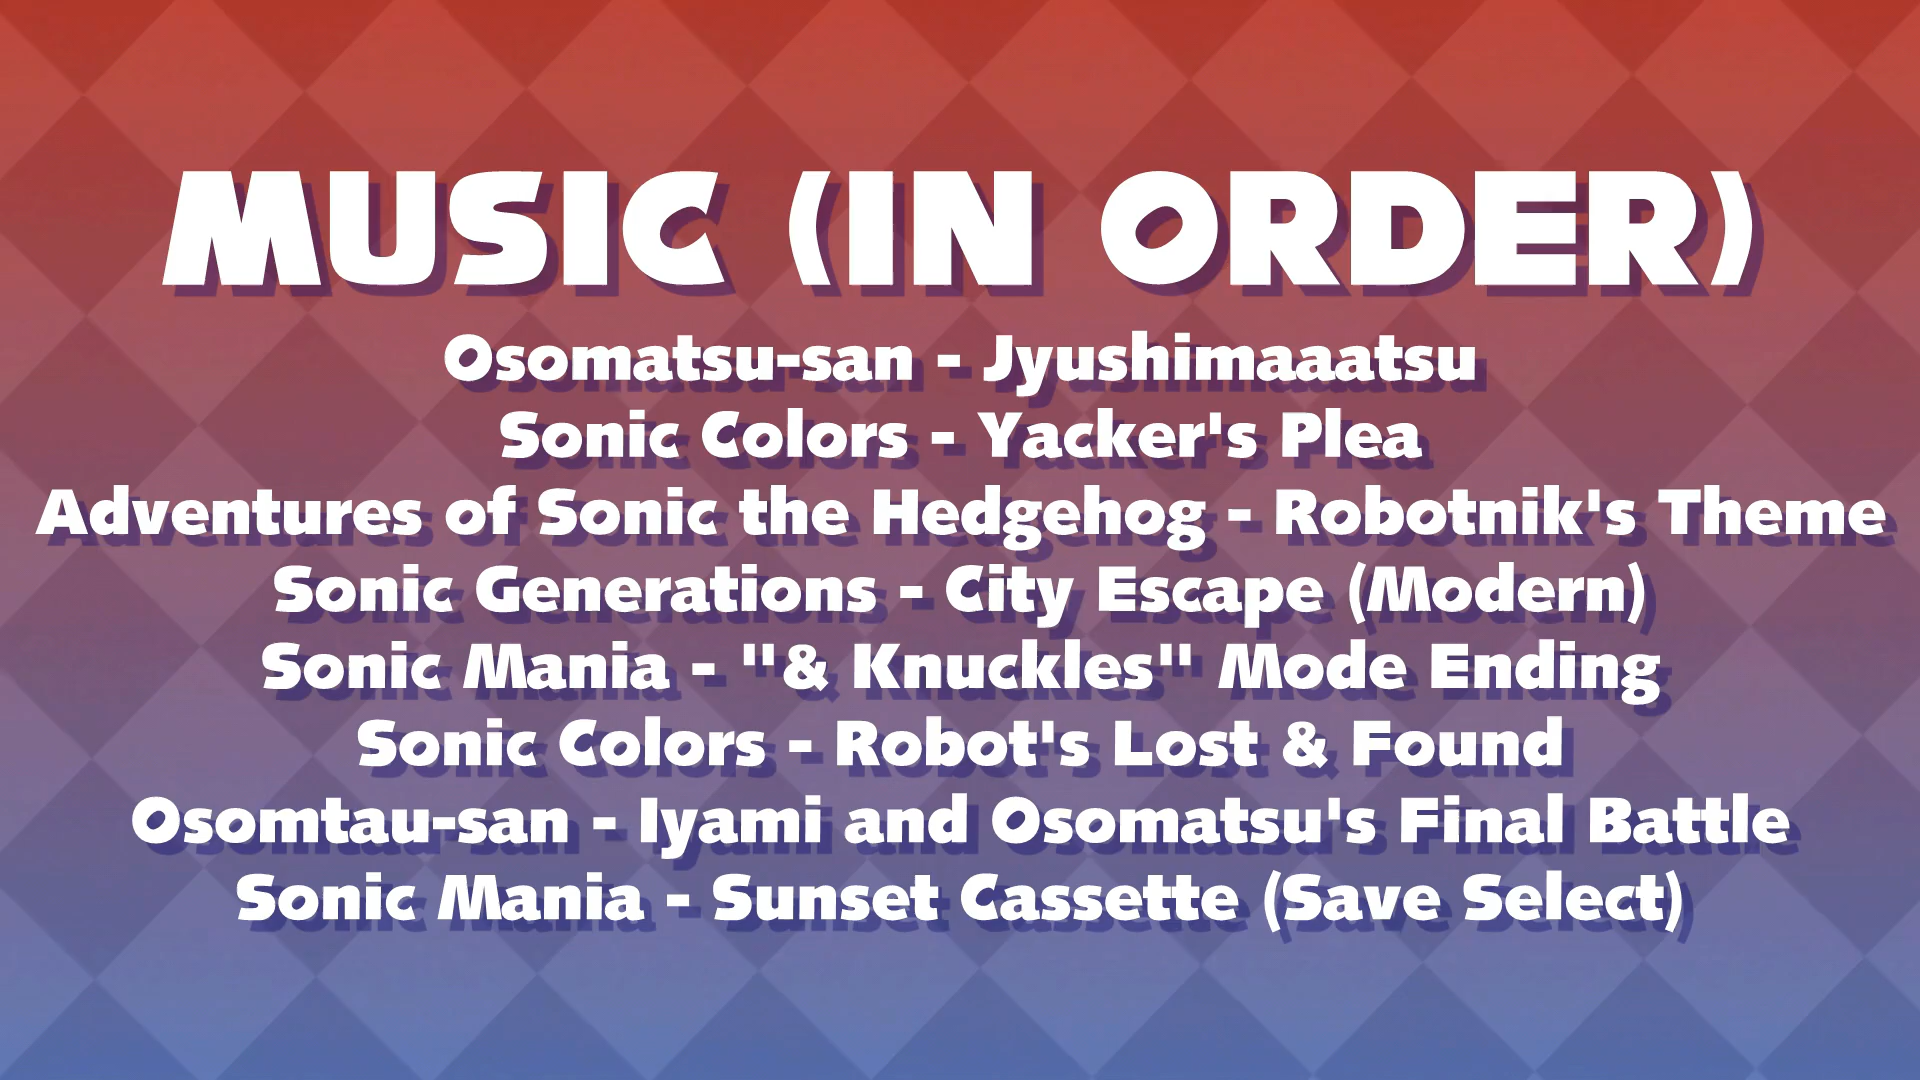 MUSIC (IN ORDER)
Osomatsu-san - Jyushimaaatsu
Sonic Colors - Yacker's Plea
Adventures of Sonic the Hedgehog - Robotnik's Theme
Sonic Generations - City Escape (Modern)
Sonic Mania - "& Knuckles" Mode Ending
Sonic Colors - Robot's Lost & Found
Osomtau-san - Iyami and Osomatsu's Final Battle
Sonic Mania - Sunset Cassette (Save Select)